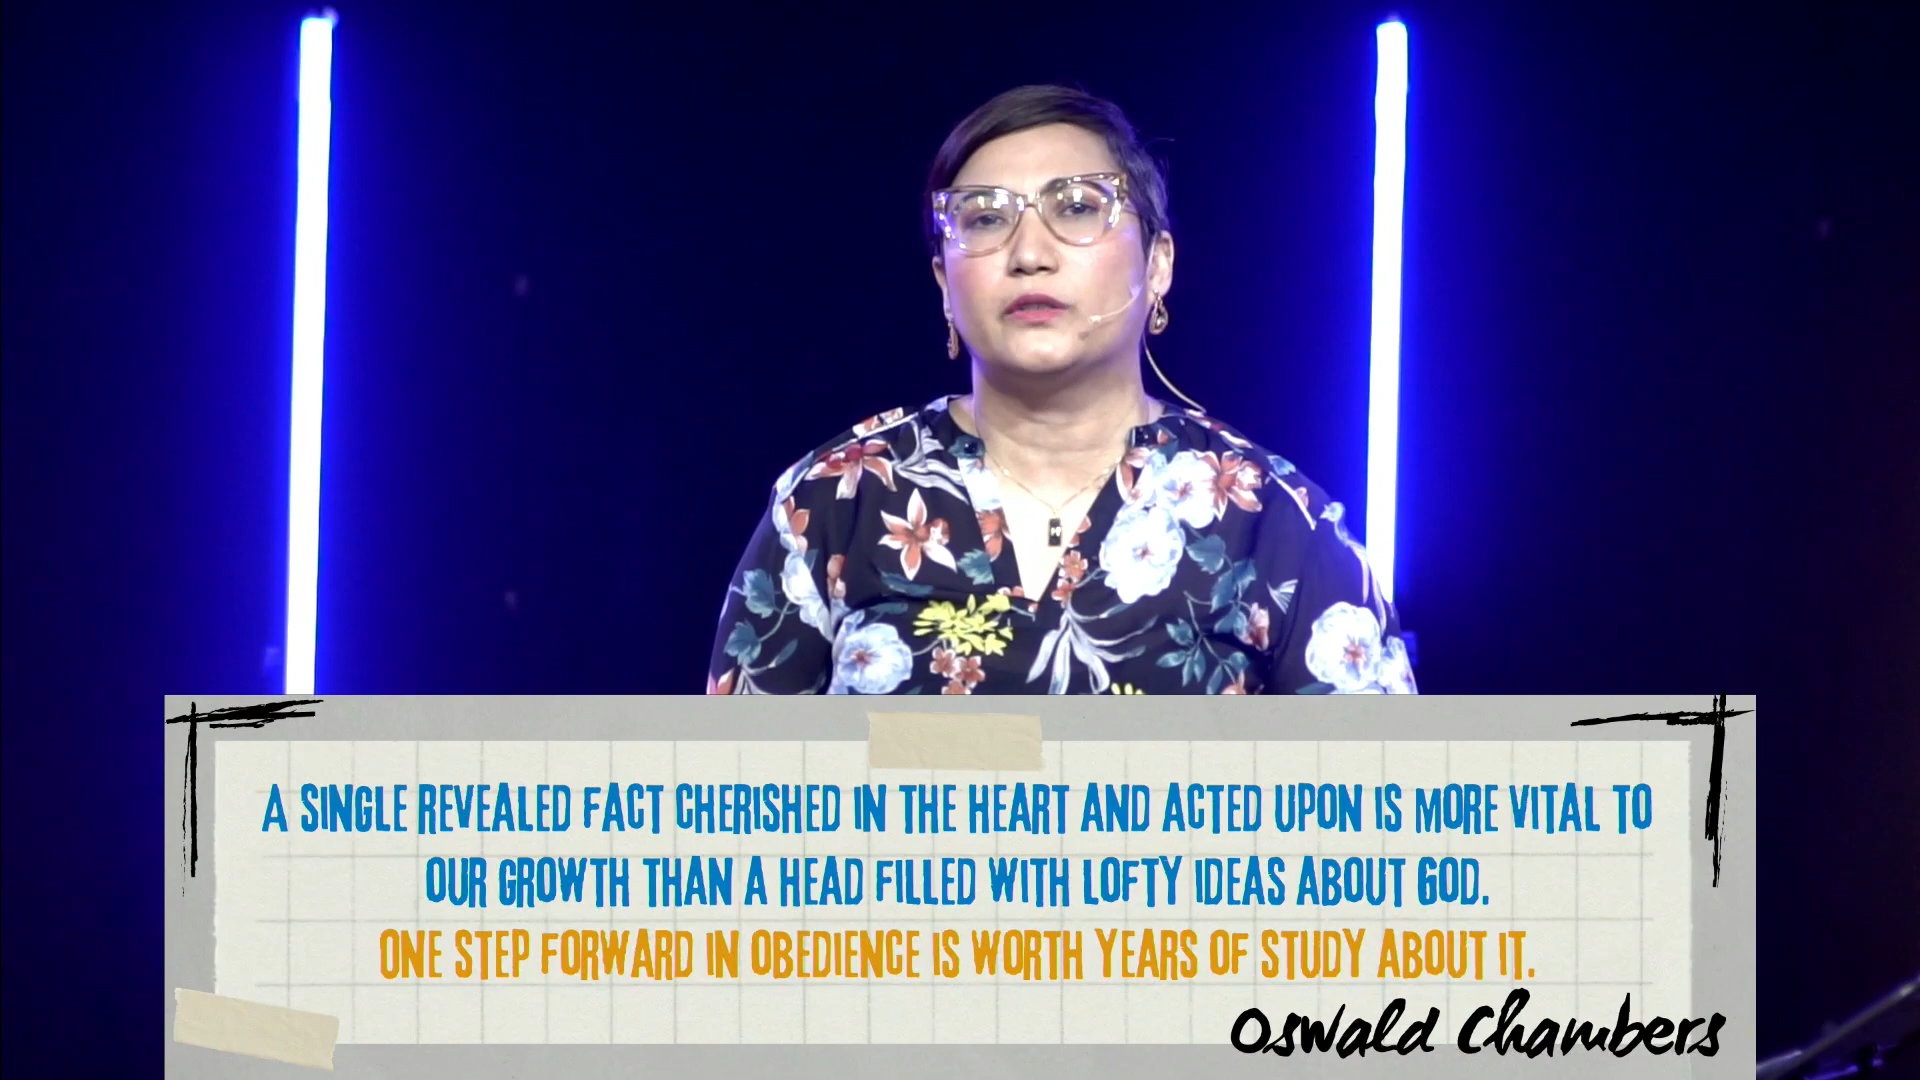 A SINGLE REVEALED FACT CHERISHED IN THE HEART AND ACTED UPON IS MORE VITAL TO
OUR GROWTH THAN A HEAD FILLED WITH LOFTY IDEAS ABOUT GOD.
ONE STEP FORWARD IN OBEDIENCE IS WORTH YEARS OF STUDY ABOUT IT.
Oswald Chambers